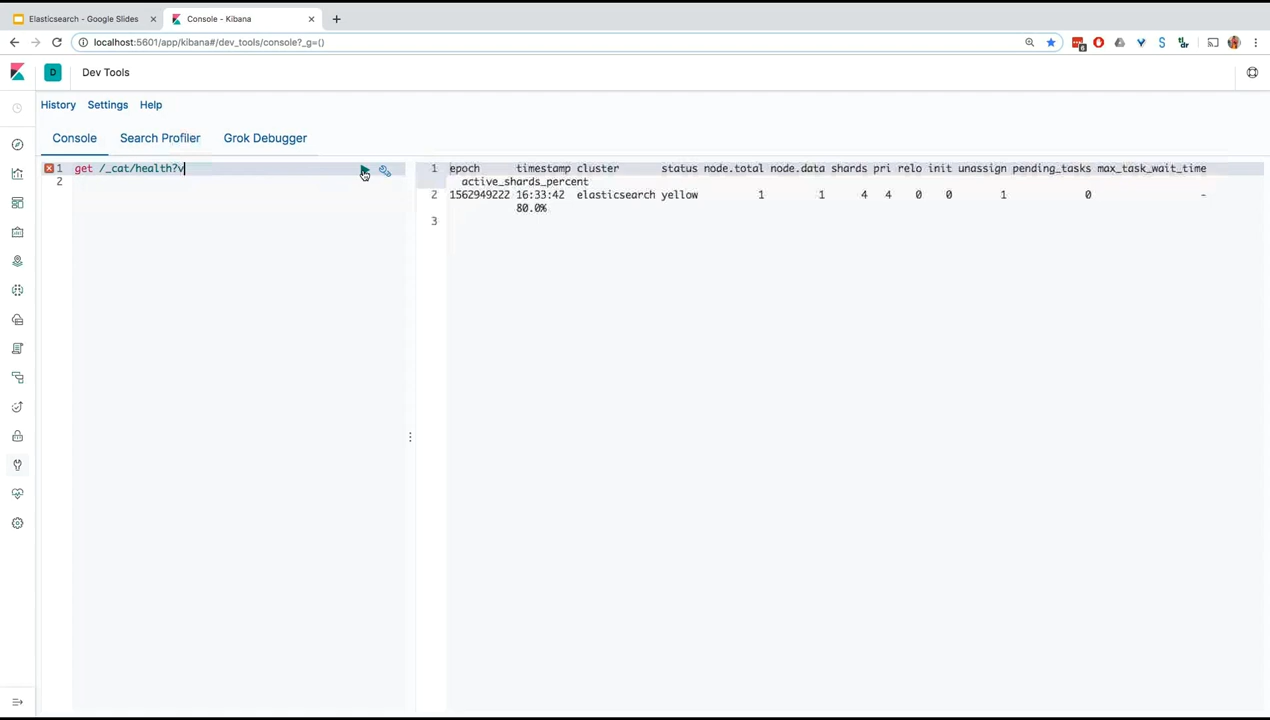 Elasticsearch - Google Slides
Console - Kibana
localhost:5601/app/kibana#/dev_tools/console?_g=()
6
tl;dr
D
Dev Tools
History Settings Help
Console Search Profiler Grok Debugger
1 get /_cat/health?v
2
1 epoch timestamp cluster status node.total node.data shards pri relo init unassign pending_tasks max_task_wait_time
active_shards_percent
2 1562949222 16:33:42 elasticsearch yellow 1 1 4 4 0 0 1 0 -
80.0%
3